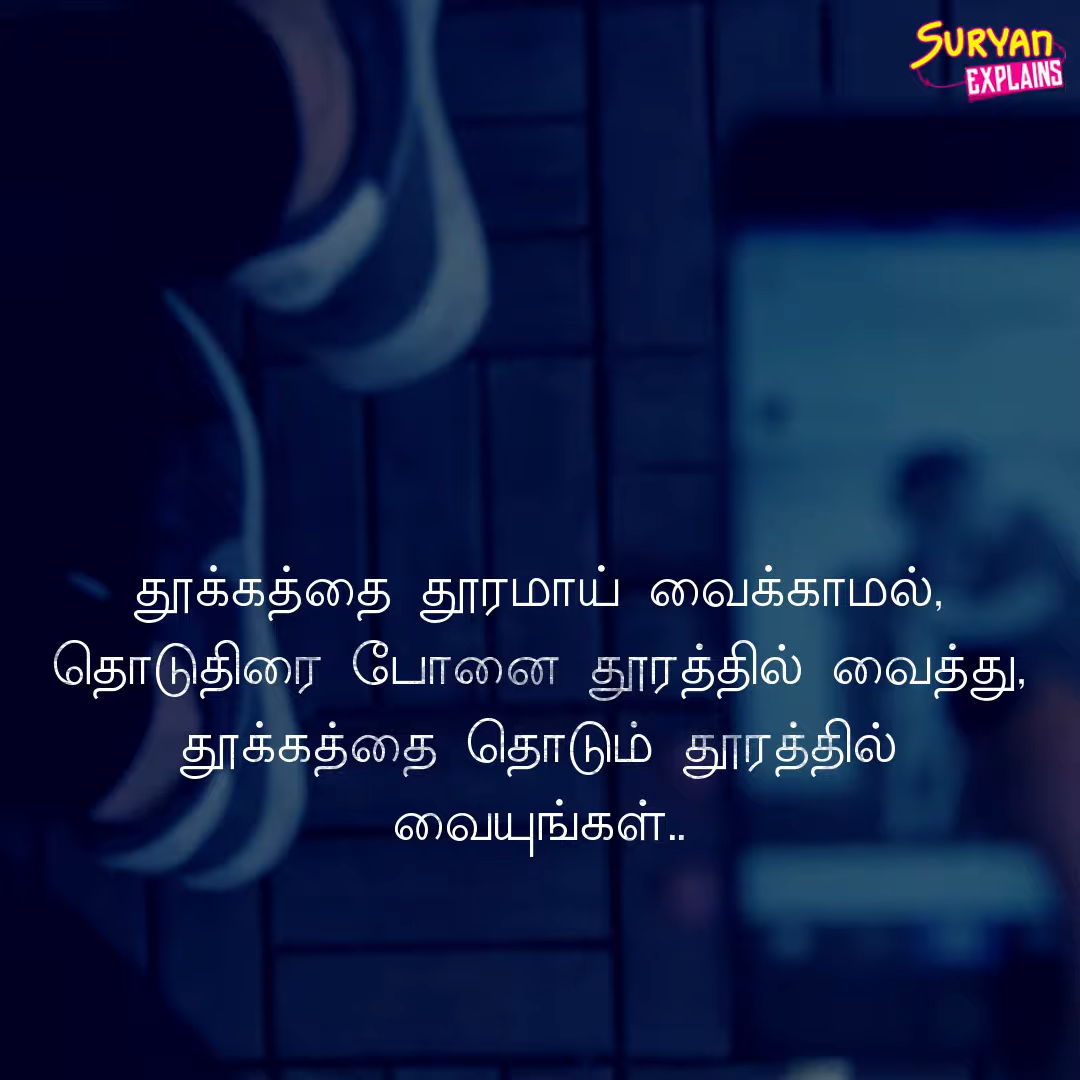 SURYAN
EXPLAINS
தூக்கத்தை தூரமாய் வைக்காமல்,
தொடுதிரை போனை தூரத்தில் வைத்து,
தூக்கத்தை தொடும் தூரத்தில்
வையுங்கள்..